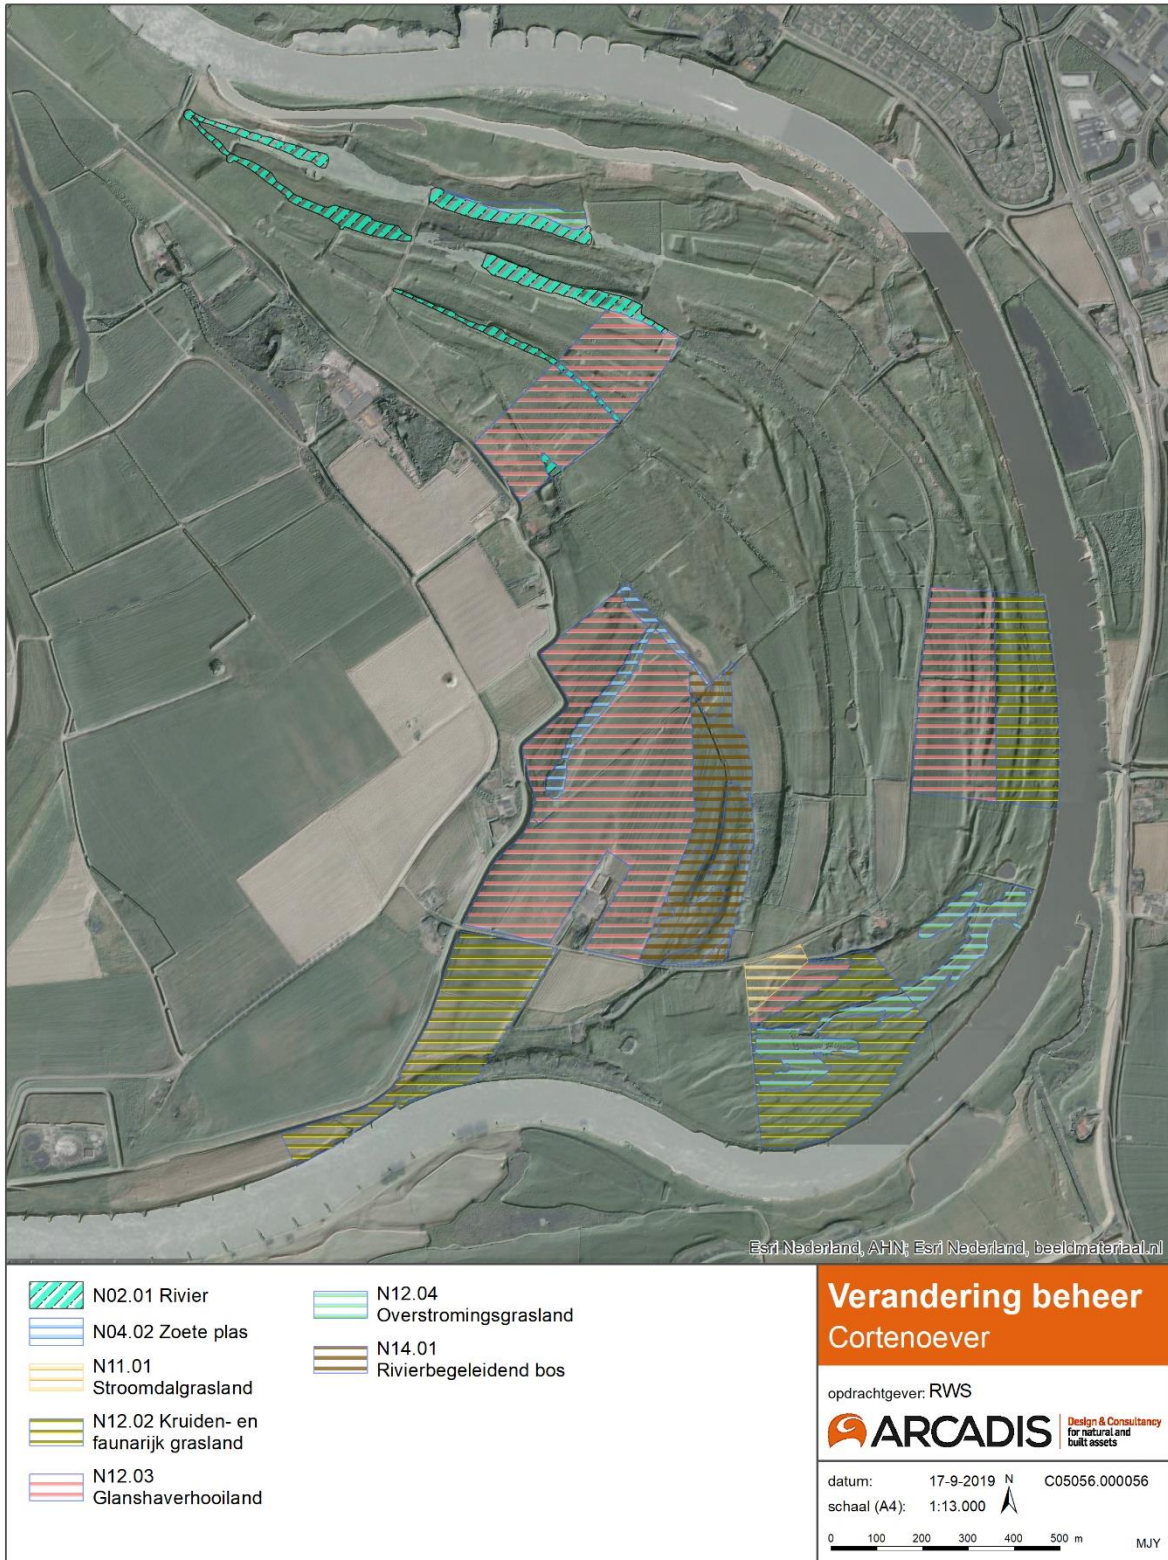 Esri Nederland, AHN; Esri Nederland, beeldmateriaal.nl
N02.01 Rivier
N04.02 Zoete plas
N11.01
Stroomdalgrasland
N12.02 Kruiden- en
faunarijk grasland
N12.03
Glanshaverhooiland
N12.04
Overstromingsgrasland
N14.01
Rivierbegeleidend bos
Verandering beheer
Cortenoever
opdrachtgever: RWS
ARCADIS
Design & Consultancy
for natural and
built assets
datum: 17-9-2019 N C05056.000056
schaal (A4): 1:13.000
0 100 200 300 400 500 m
MJY